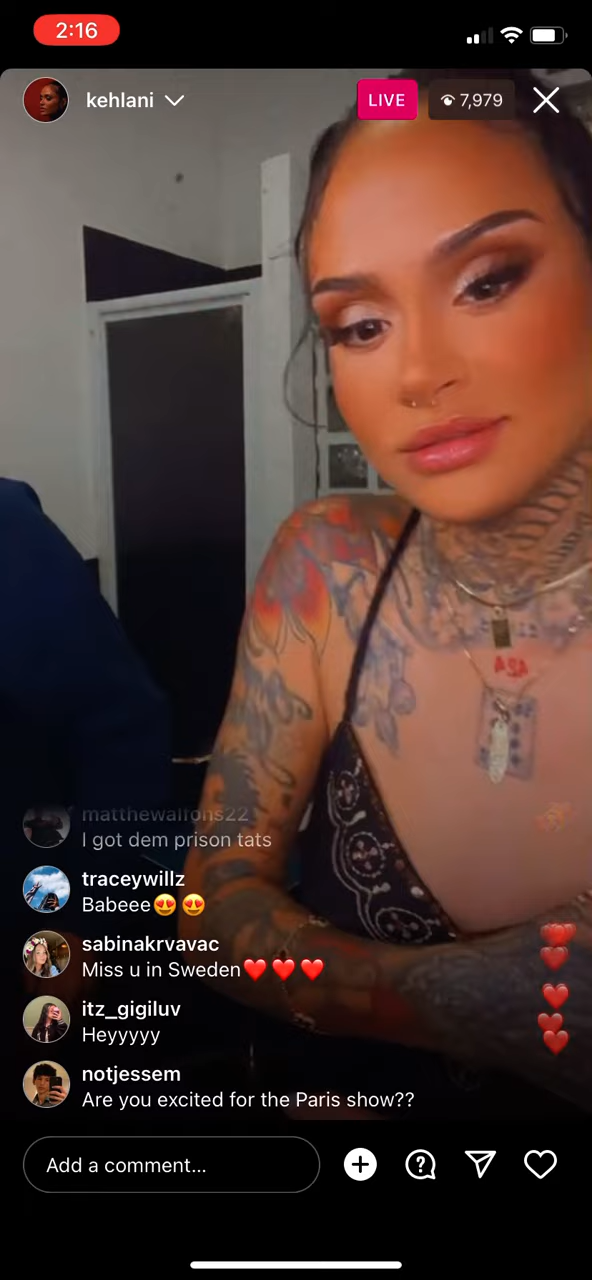 2:16
kehlani
LIVE
7,979
matthewalfons22
I got dem prison tats
traceywillz
Babeee😍 😍
sabinakrvavac
Miss u in Sweden❤️ ❤️ ❤️
itz_gigiluv
Heyyyyy
notjessem
Are you excited for the Paris show??
Add a comment...